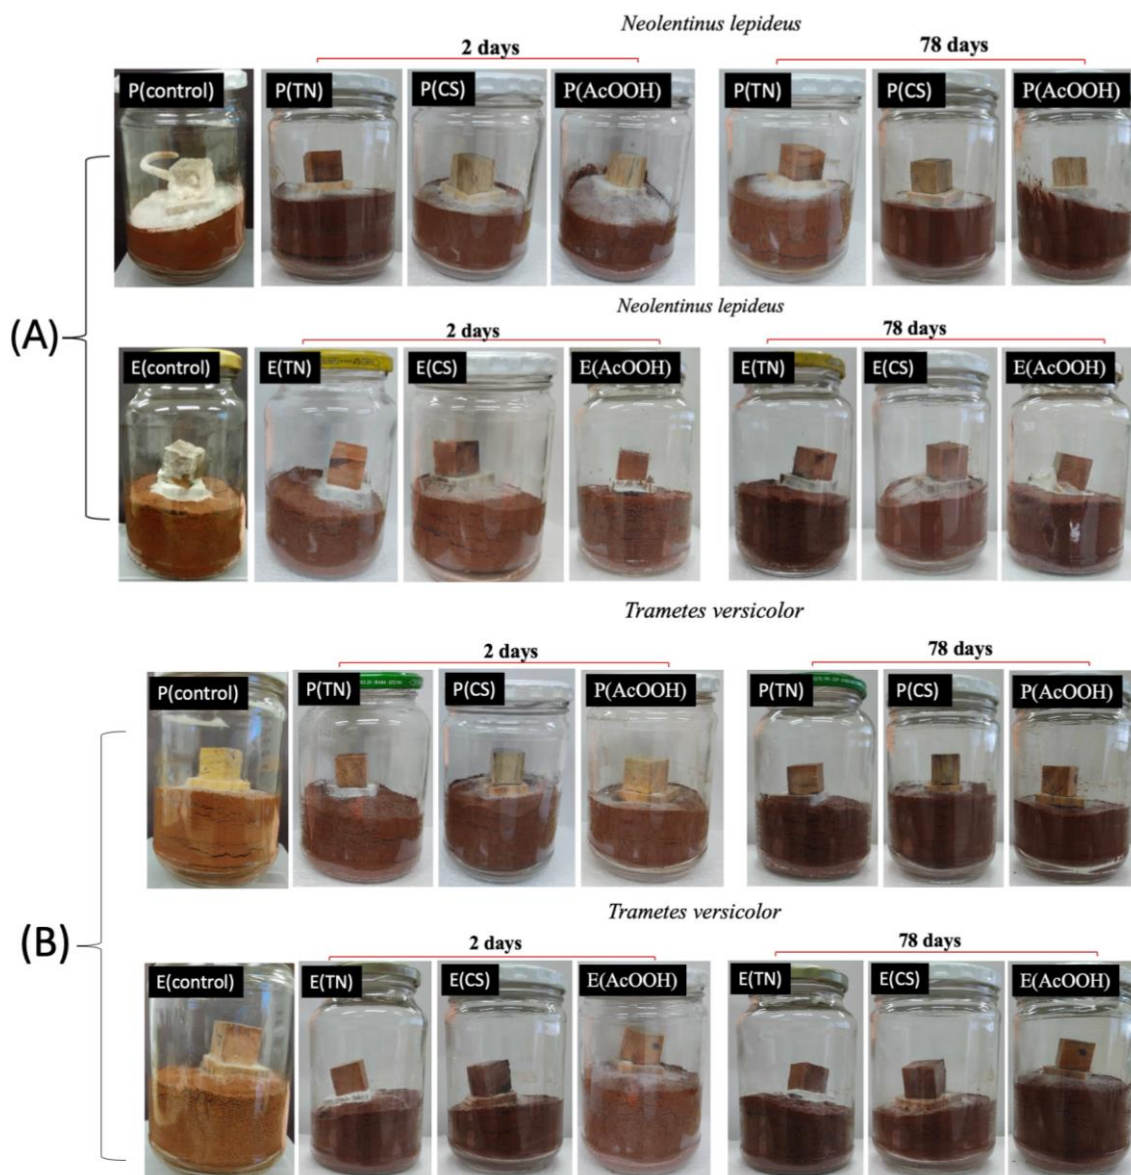 Neolentinus lepideus
2 days
78 days
P(control)
P(TN)
P(CS)
P(AcOOH)
P(TN)
P(CS)
P(AcOOH)
(A)
Neolentinus lepideus
2 days
78 days
E(control)
E(TN)
E(CS)
E(AcOOH)
E(TN)
E(CS)
E(AcOOH)
Trametes versicolor
2 days
78 days
P(control)
P(TN)
P(CS)
P(AcOOH)
P(TN)
P(CS)
P(AcOOH)
(B)
Trametes versicolor
2 days
78 days
E(control)
E(TN)
E(CS)
E(AcOOH)
E(TN)
E(CS)
E(AcOOH)